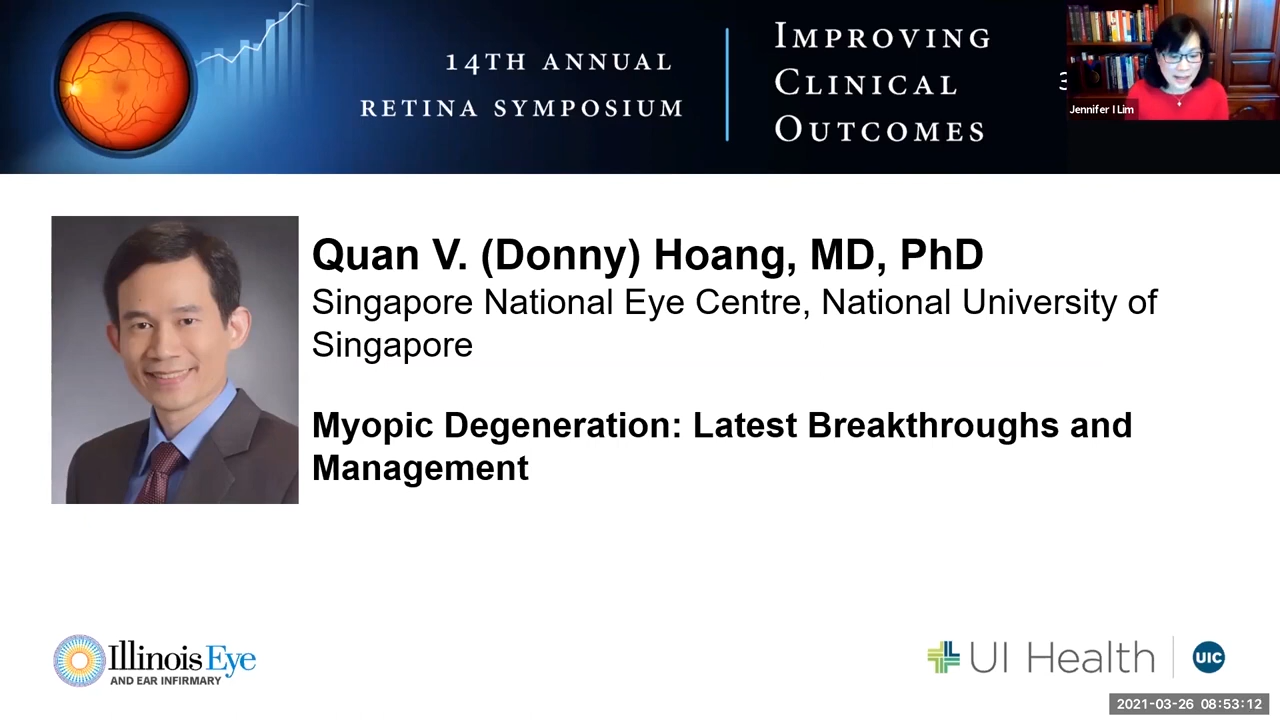 14TH ANNUAL
RETINA SYMPOSIUM
IMPROVING
CLINICAL
OUTCOMES
3
Jennifer I Lim
Quan V. (Donny) Hoang, MD, PhD
Singapore National Eye Centre, National University of
Singapore
Myopic Degeneration: Latest Breakthroughs and
Management
Illinois Eye
AND EAR INFIRMARY
UI Health
UIC
2021-03-26 08:53:12